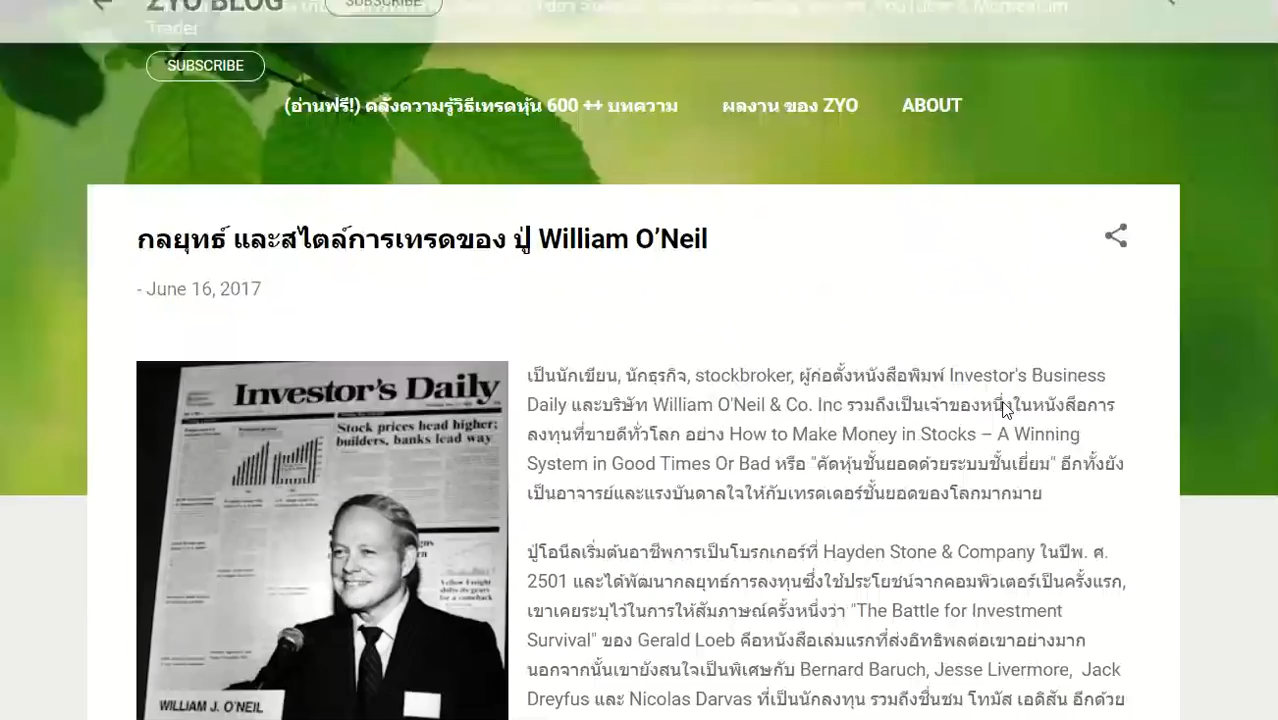 ZYO BLOG
SUBSCRIBE
Trader
SUBSCRIBE
(อ่านฟรี!) คลังความรู้วิธีเทรดหุ้น 600 ++ บทความ
ผลงาน ของ ZYO
ABOUT
กลยุทธ์ และสไตล์การเทรดของ ปู่ William O’Neil
- June 16, 2017
Investor's Daily
Stock prices head higher;
builders, banks lead way
WILLIAM J. O'NEIL
เป็นนักเขียน, นักธุรกิจ, stockbroker, ผู้ก่อตั้งหนังสือพิมพ์ Investor's Business
Daily และบริษัท William O'Neil & Co. Inc รวมถึงเป็นเจ้าของหนึ่งในหนังสือการ
ลงทุนที่ขายดีทั่วโลก อย่าง How to Make Money in Stocks – A Winning
System in Good Times Or Bad หรือ "คัดหุ้นชั้นยอดด้วยระบบชั้นเยี่ยม" อีกทั้งยัง
เป็นอาจารย์และแรงบันดาลใจให้กับเทรดเดอร์ชั้นยอดของโลกมากมาย
ปู่โอนีลเริ่มต้นอาชีพการเป็นโบรกเกอร์ที่ Hayden Stone & Company ในปีพ. ศ.
2501 และได้พัฒนากลยุทธ์การลงทุนซึ่งใช้ประโยชน์จากคอมพิวเตอร์เป็นครั้งแรก,
เขาเคยระบุไว้ในการให้สัมภาษณ์ครั้งหนึ่งว่า "The Battle for Investment
Survival" ของ Gerald Loeb คือหนังสือเล่มแรกที่ส่งอิทธิพลต่อเขาอย่างมาก
นอกจากนั้นเขายังสนใจเป็นพิเศษกับ Bernard Baruch, Jesse Livermore, Jack
Dreyfus และ Nicolas Darvas ที่เป็นนักลงทุน รวมถึงชื่นชม โทมัส เอดิสัน อีกด้วย